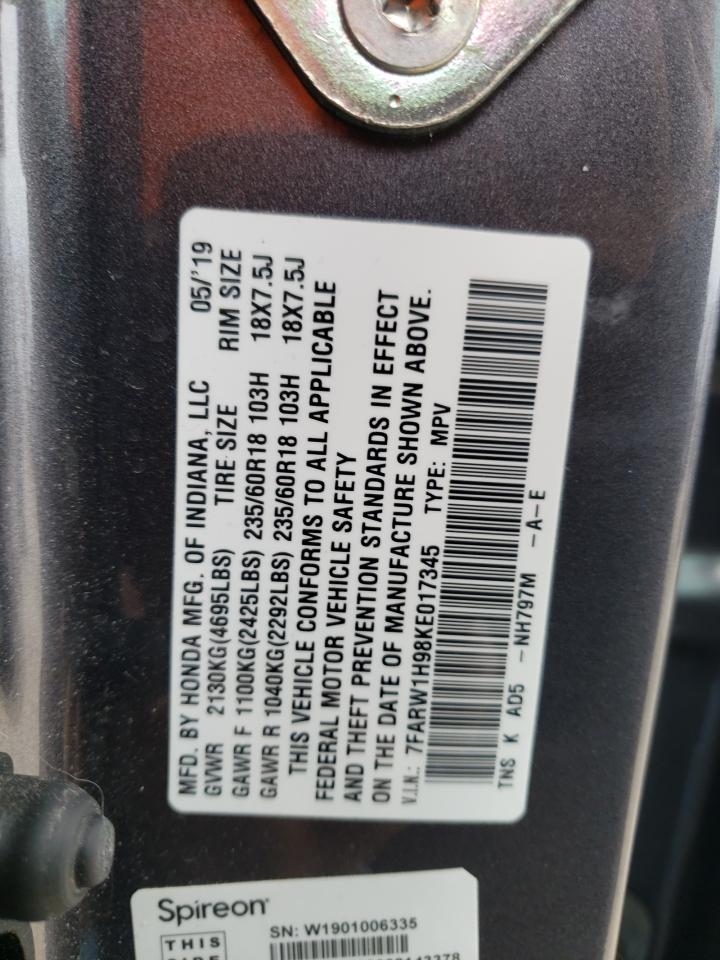 MFD. BY HONDA MFG. OF INDIANA, LLC 05/'19
GVWR 2130KG(4695LBS) TIRE SIZE RIM SIZE
GAWR F 1100KG(2425LBS) 235/60R18 103H 18X7.5J
GAWR R 1040KG(2292LBS) 235/60R18 103H 18X7.5J
THIS VEHICLE CONFORMS TO ALL APPLICABLE
FEDERAL MOTOR VEHICLE SAFETY
AND THEFT PREVENTION STANDARDS IN EFFECT
ON THE DATE OF MANUFACTURE SHOWN ABOVE.
V.I.N.: 7FARW1H98KE017345 TYPE: MPV
TNS K AD5 -NH797M -A-E
Spireon
SN: W1901006335
THIS
SIDE